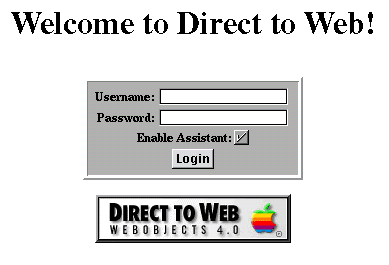 Welcome to Direct to Web!
Username:
Password:
Enable Assistant:
Login
DIRECT TO WEB
WEBOBJECTS 4.0